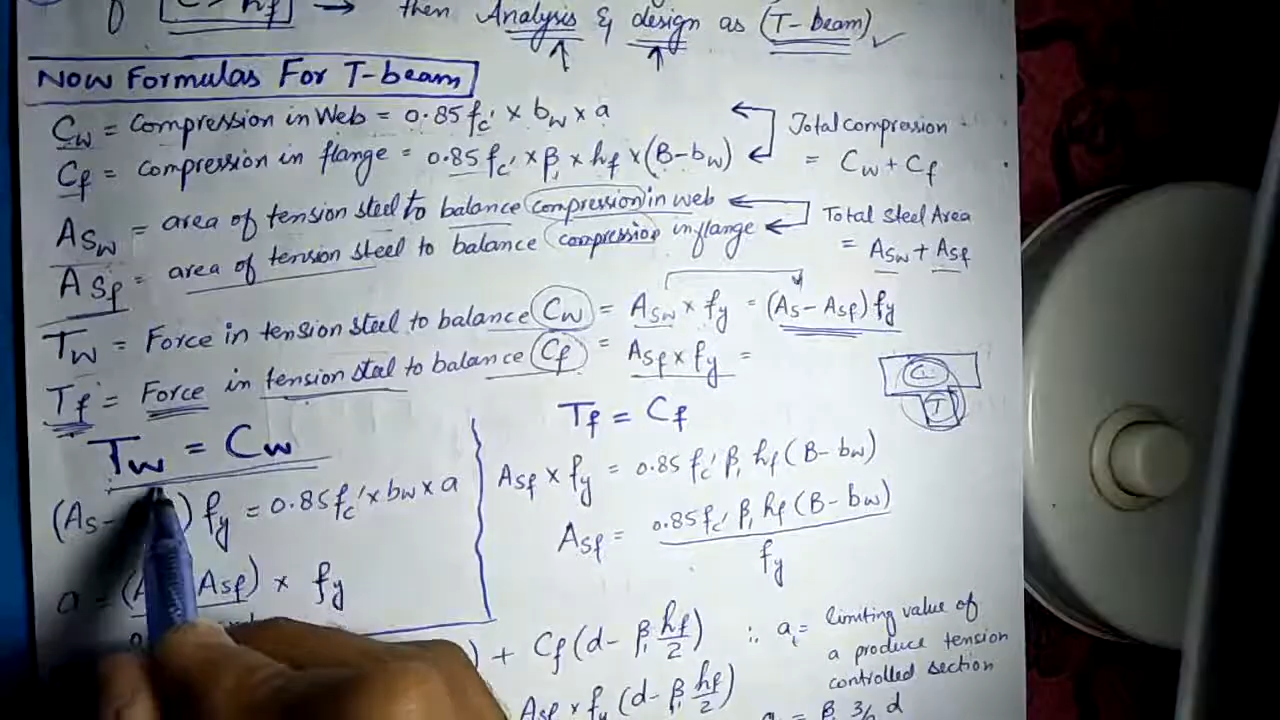 then Analysis & design as (T-beam) ✓
NOW FORMULAS FOR T-beam
Cw = compression in Web = 0.85 fc' × bw × a
Cf = compression in flange = 0.85 fc' × β1 × hf × (B-bw)
Total compression = Cw + Cf
Asw = area of tension steel to balance compression in web
Asf = area of tension steel to balance compression in flange
Total Steel Area = Asw + Asf
Tw = Force in tension steel to balance Cw = Asw × fy = (As - Asf) fy
Tf = Force in tension steel to balance Cf = Asf × fy =
Tw = Cw
(As - ) fy = 0.85 fc' × bw × a
a = ( Asf) × fy
Tf = Cf
Asf × fy = 0.85 fc' β1 hf (B - bw)
Asf = 0.85 fc' β1 hf (B - bw)
fy
) + Cf (d - β1 hf/2)
Asf × fy (d - β1 hf/2)
∴ ai = limiting value of
a produce tension
controlled section
β1 3/8 d